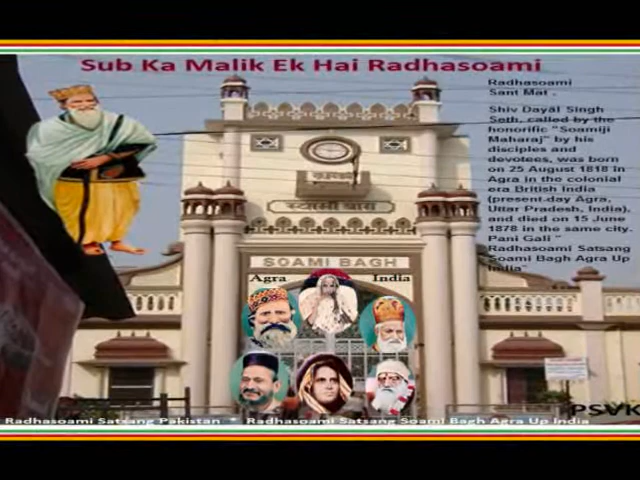 Sub Ka Malik Ek Hai Radhasoami
Radhasoami
Sant Mat .
Shiv Dayal Singh
Seth, called by the
honorific "Soamiji
Maharaj" by his
disciples and
devotees, was born
on 25 August 1818 in
Agra in the colonial
era British India
(present-day Agra,
Uttar Pradesh, India),
and died on 15 June
1878 in the same city.
Pani Gali "
Radhasoami Satsang
Soami Bagh Agra Up
India"
SOAMI BAGH
Agra India
PSVK
Radhasoami Satsang Pakistan * Radhasoami Satsang Soami Bagh Agra Up India